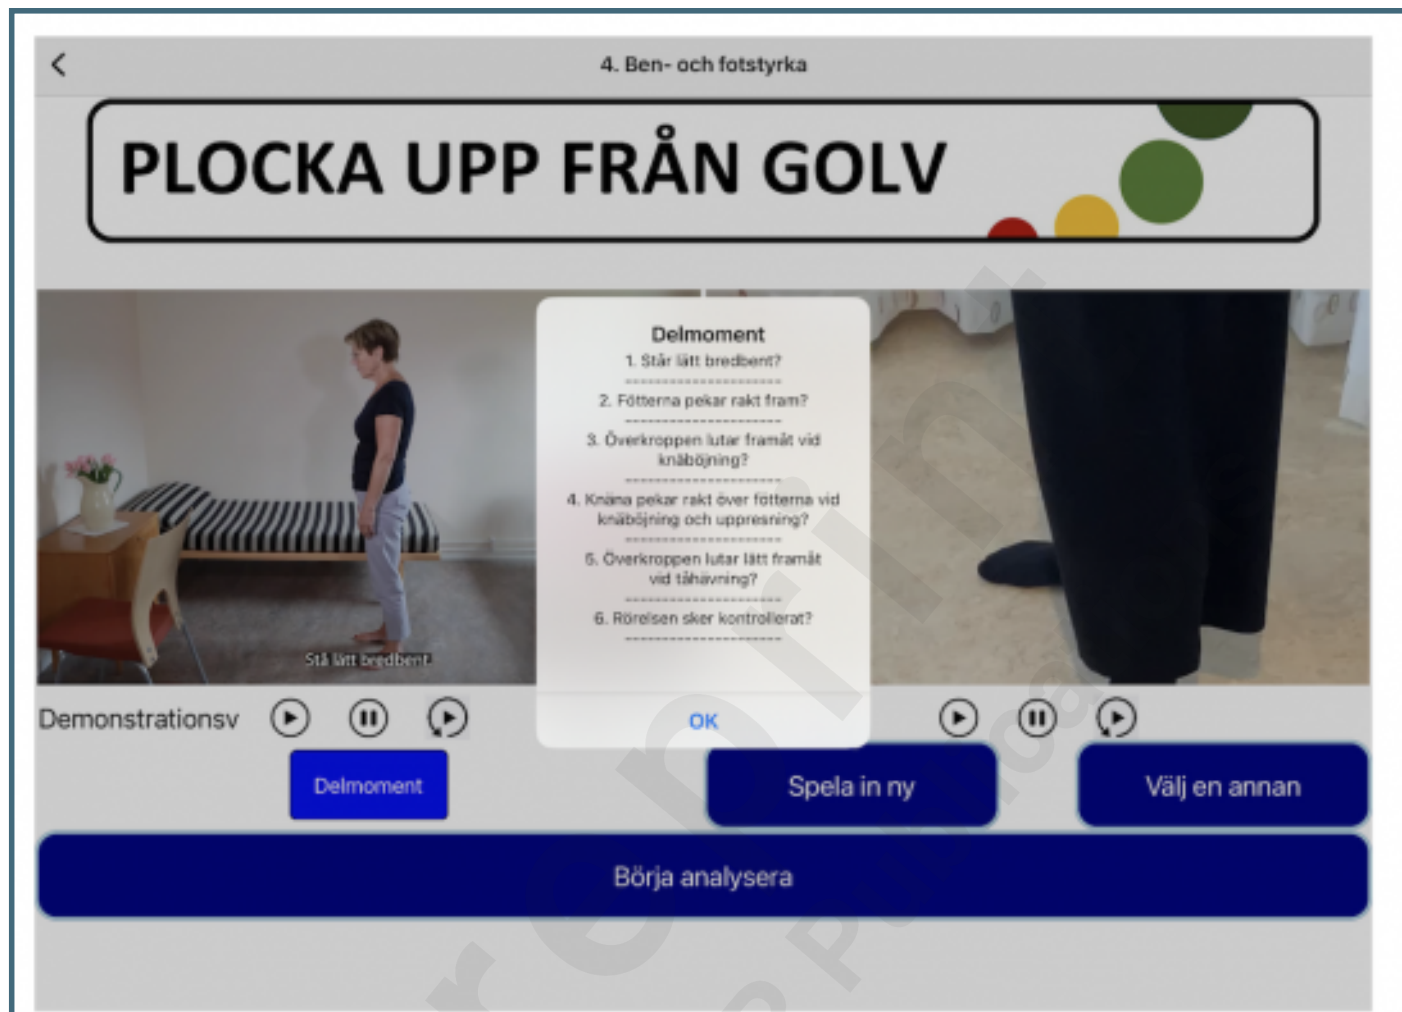 4. Ben- och fotstyrka
PLOCKA UPP FRÅN GOLV
Delmoment
1. Står lätt bredbent?
----------------------
2. Fötterna pekar rakt fram?
----------------------
3. Överkroppen lutar framåt vid
knäböjning?
----------------------
4. Knäna pekar rakt över fötterna vid
knäböjning och uppresning?
----------------------
5. Överkroppen lutar lätt framåt
vid tåhävning?
----------------------
6. Rörelsen sker kontrollerat?
----------------------
OK
Stå lätt bredbent.
Demonstrationsv
Delmoment
Spela in ny
Välj en annan
Börja analysera